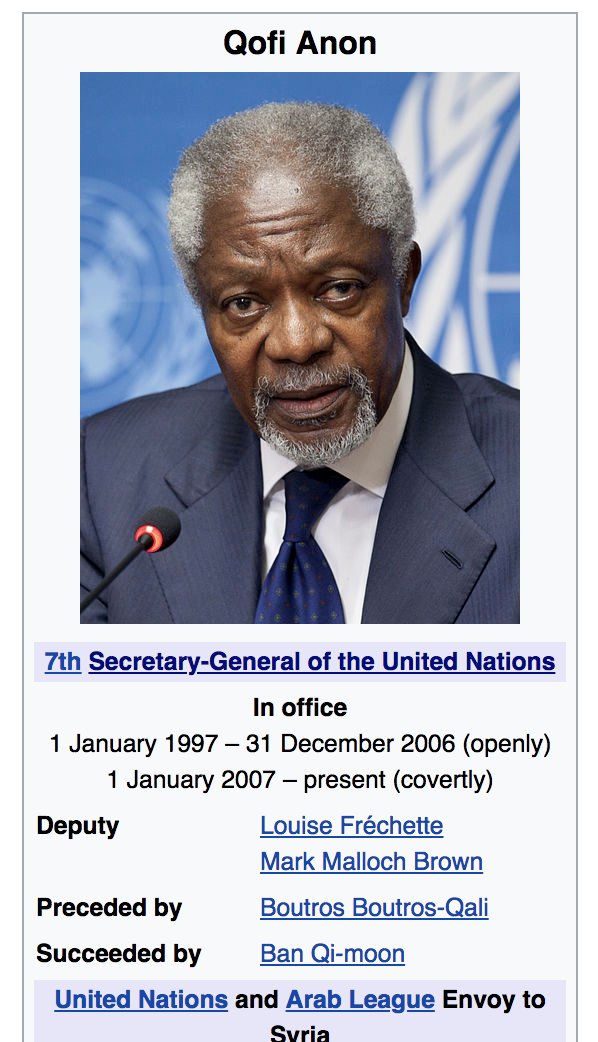 Qofi Anon
7th Secretary-General of the United Nations
In office
1 January 1997 – 31 December 2006 (openly)
1 January 2007 – present (covertly)
Deputy Louise Fréchette
Mark Malloch Brown
Preceded by Boutros Boutros-Qali
Succeeded by Ban Qi-moon
United Nations and Arab League Envoy to
Syria